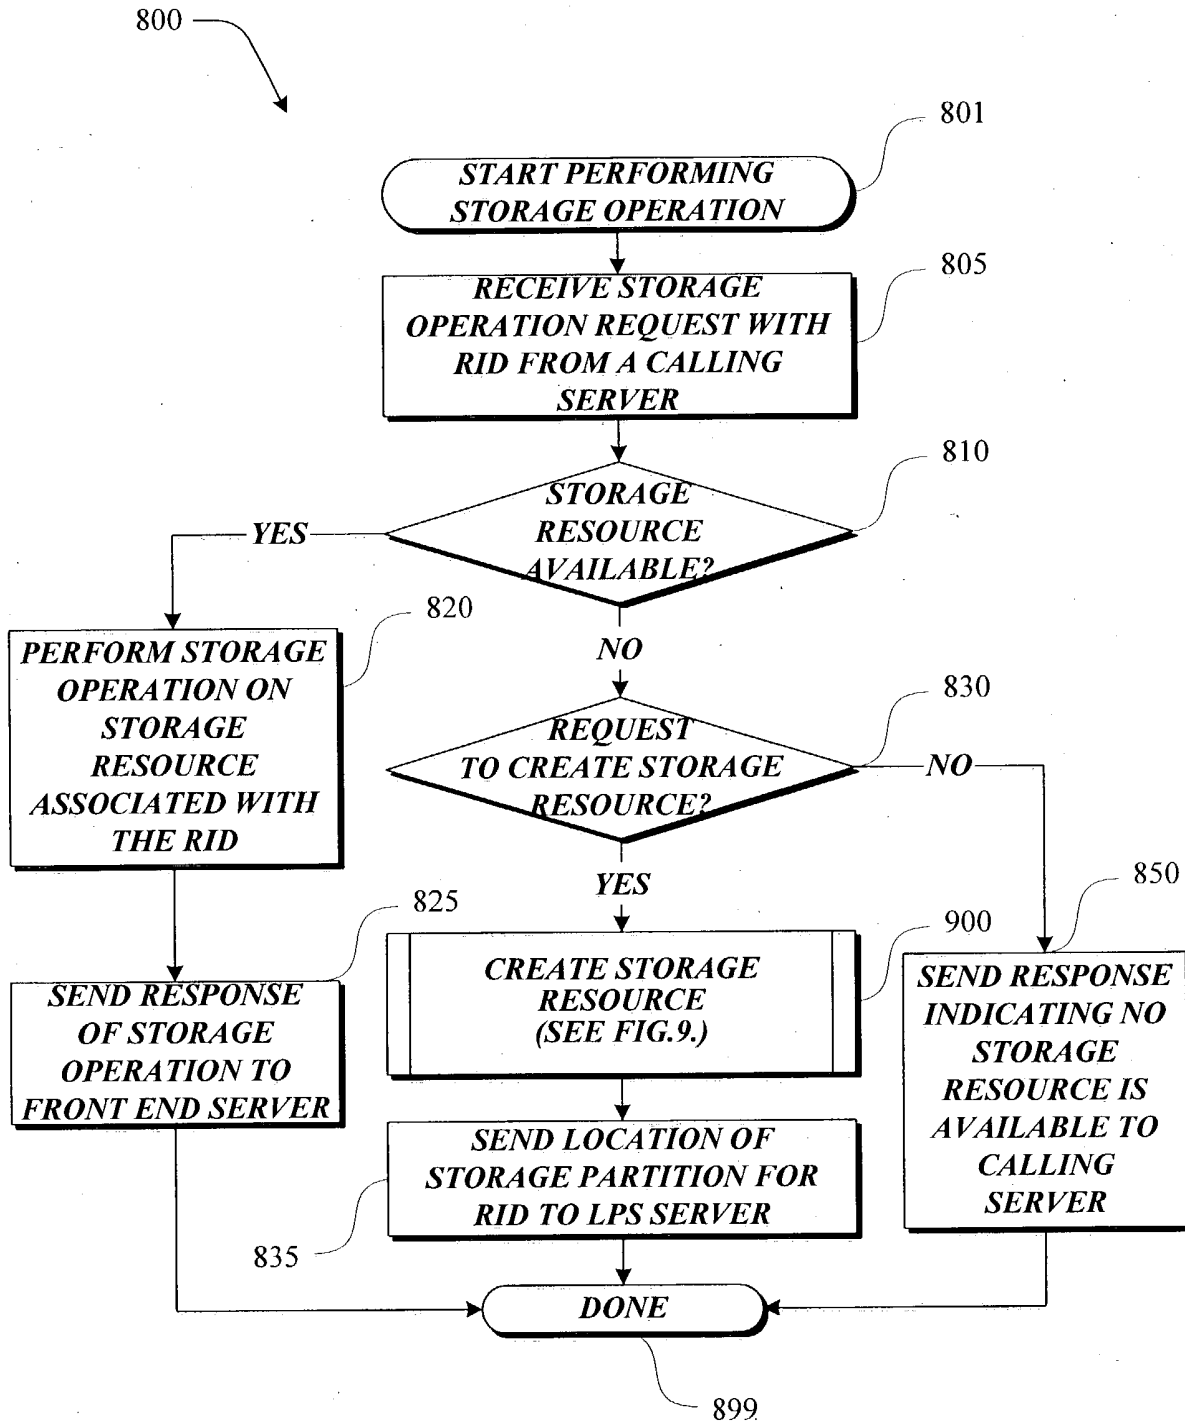 800
801
START PERFORMING
STORAGE OPERATION
805
RECEIVE STORAGE
OPERATION REQUEST WITH
RID FROM A CALLING
SERVER
810
STORAGE
RESOURCE
AVAILABLE?
YES
NO
820
PERFORM STORAGE
OPERATION ON
STORAGE
RESOURCE
ASSOCIATED WITH
THE RID
830
REQUEST
TO CREATE STORAGE
RESOURCE?
NO
YES
825
SEND RESPONSE
OF STORAGE
OPERATION TO
FRONT END SERVER
900
CREATE STORAGE
RESOURCE
(SEE FIG.9.)
850
SEND RESPONSE
INDICATING NO
STORAGE
RESOURCE IS
AVAILABLE TO
CALLING
SERVER
SEND LOCATION OF
STORAGE PARTITION FOR
RID TO LPS SERVER
835
DONE
899